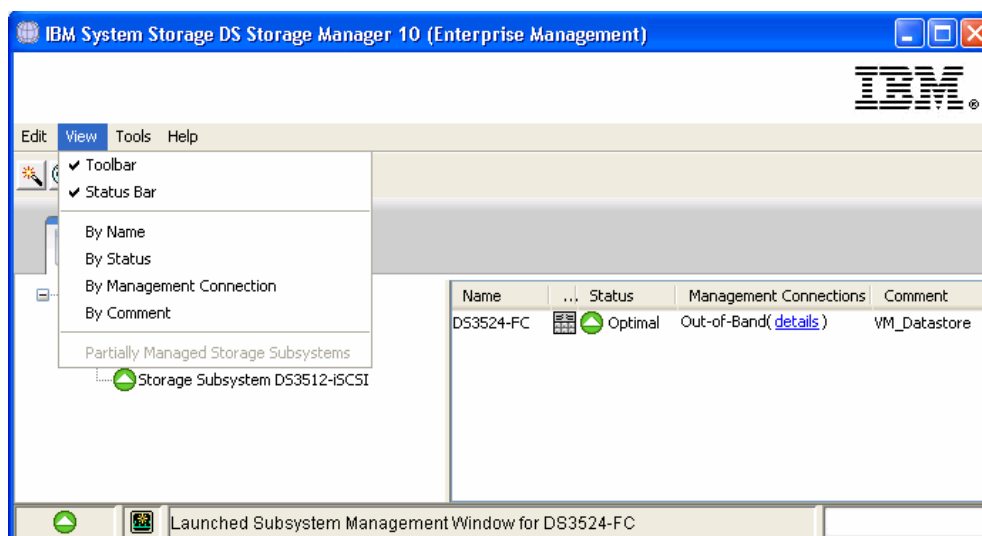 IBM System Storage DS Storage Manager 10 (Enterprise Management)
IBM®
Edit View Tools Help
Toolbar
Status Bar
By Name
By Status
By Management Connection
By Comment
Partially Managed Storage Subsystems
Storage Subsystem DS3512-iSCSI
Name ... Status Management Connections Comment
DS3524-FC Optimal Out-of-Band(details) VM_Datastore
Launched Subsystem Management Window for DS3524-FC